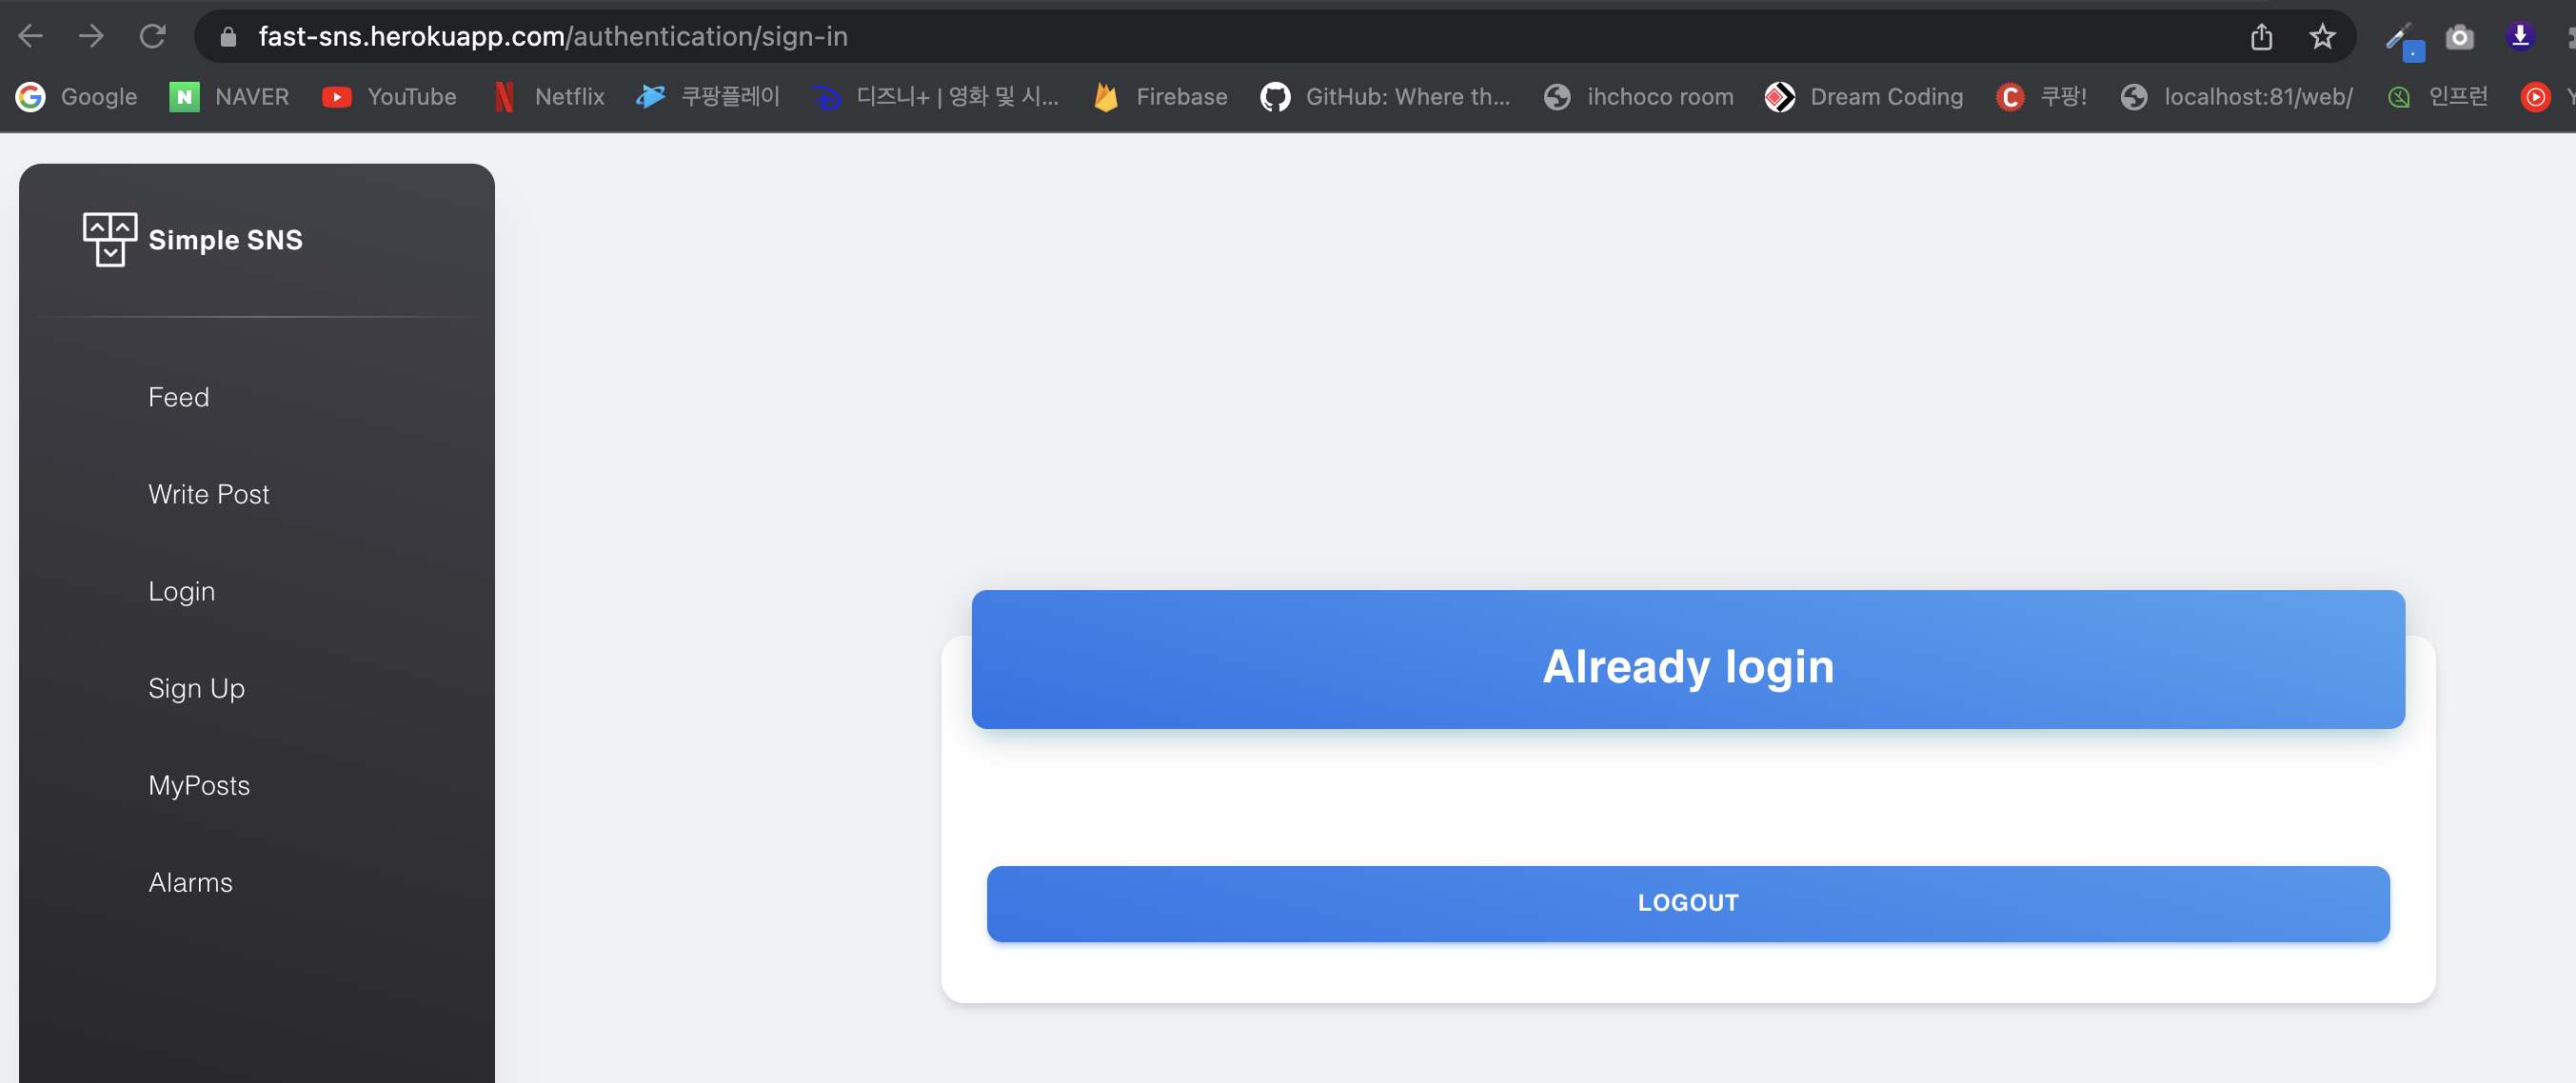 fast-sns.herokuapp.com/authentication/sign-in
Google NAVER YouTube Netflix 쿠팡플레이 디즈니+ | 영화 및 시... Firebase GitHub: Where th... ihchoco room Dream Coding 쿠팡! localhost:81/web/ 인프런
Simple SNS
Feed
Write Post
Login
Sign Up
MyPosts
Alarms
Already login
LOGOUT